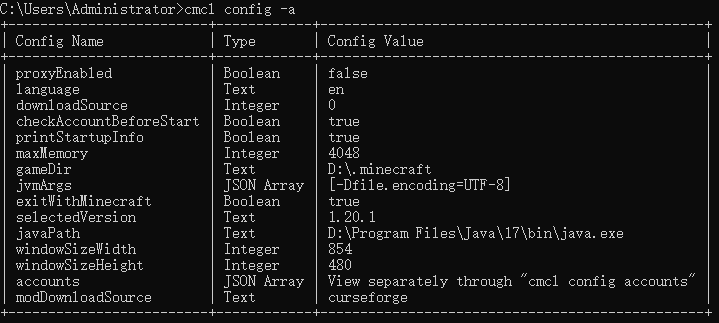 C:\Users\Administrator>cmcl config -a
Config Name | Type | Config Value
proxyEnabled | Boolean | false
language | Text | en
downloadSource | Integer | 0
checkAccountBeforeStart | Boolean | true
printStartupInfo | Boolean | true
maxMemory | Integer | 4048
gameDir | Text | D:\.minecraft
jvmArgs | JSON Array | [-Dfile.encoding=UTF-8]
exitWithMinecraft | Boolean | true
selectedVersion | Text | 1.20.1
javaPath | Text | D:\Program Files\Java\17\bin\java.exe
windowSizeWidth | Integer | 854
windowSizeHeight | Integer | 480
accounts | JSON Array | View separately through "cmcl config accounts"
modDownloadSource | Text | curseforge